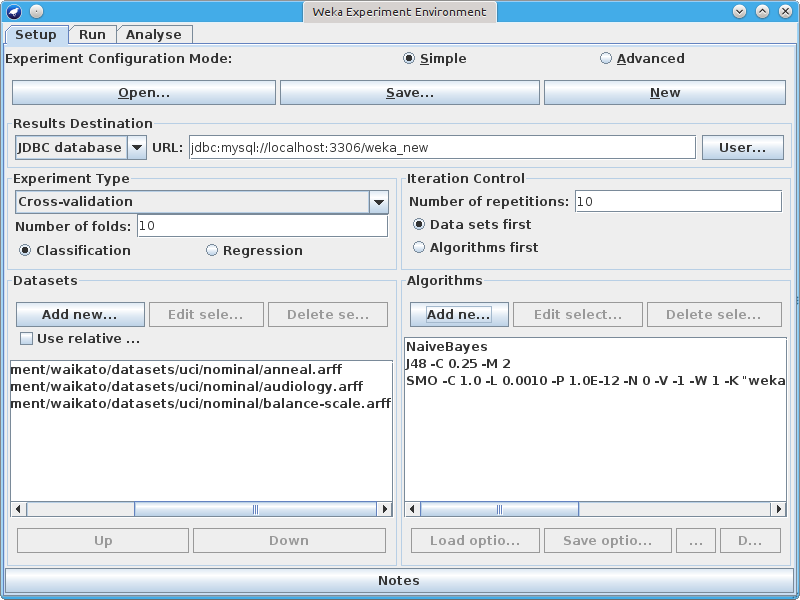 Weka Experiment Environment
Setup Run Analyse
Experiment Configuration Mode: Simple Advanced
Open... Save... New
Results Destination
JDBC database URL: jdbc:mysql://localhost:3306/weka_new User...
Experiment Type
Cross-validation
Number of folds: 10
Classification Regression
Iteration Control
Number of repetitions: 10
Data sets first
Algorithms first
Datasets
Add new... Edit sele... Delete se...
Use relative ...
ment/waikato/datasets/uci/nominal/anneal.arff
ment/waikato/datasets/uci/nominal/audiology.arff
ment/waikato/datasets/uci/nominal/balance-scale.arff
Up Down
Algorithms
Add ne... Edit select... Delete sele...
NaiveBayes
J48 -C 0.25 -M 2
SMO -C 1.0 -L 0.0010 -P 1.0E-12 -N 0 -V -1 -W 1 -K "weka
Load optio... Save optio... ... D...
Notes